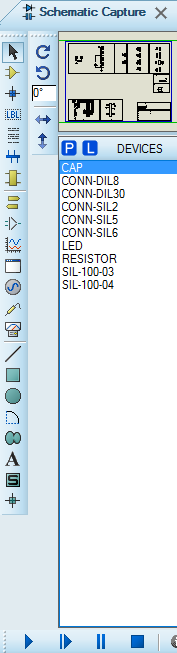 Schematic Capture
LBL
0°
P L DEVICES
CAP
CONN-DIL8
CONN-DIL30
CONN-SIL2
CONN-SIL5
CONN-SIL6
LED
RESISTOR
SIL-100-03
SIL-100-04
A
S